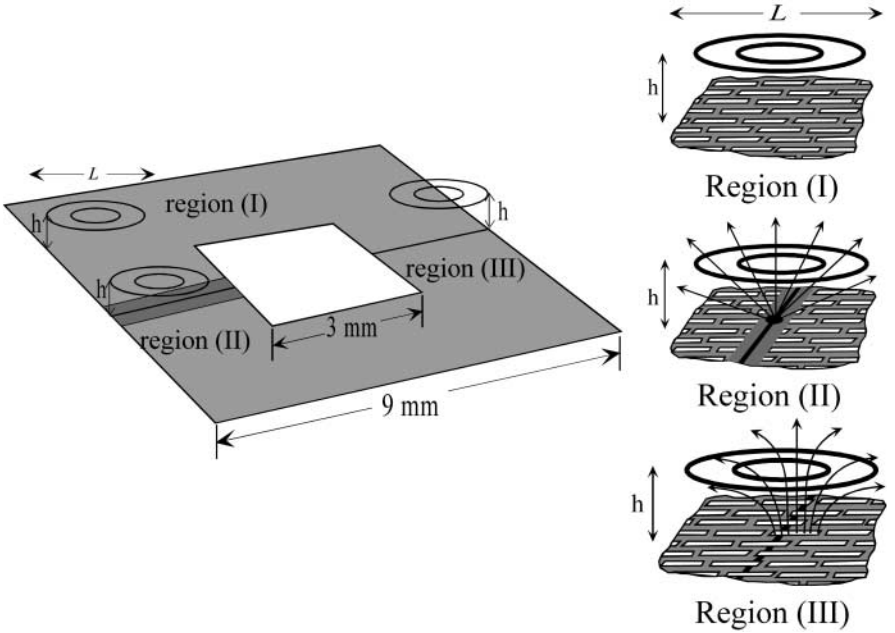 L
region (I)
h
h
h
region (III)
region (II)
3 mm
9 mm
L
h
Region (I)
h
Region (II)
h
Region (III)